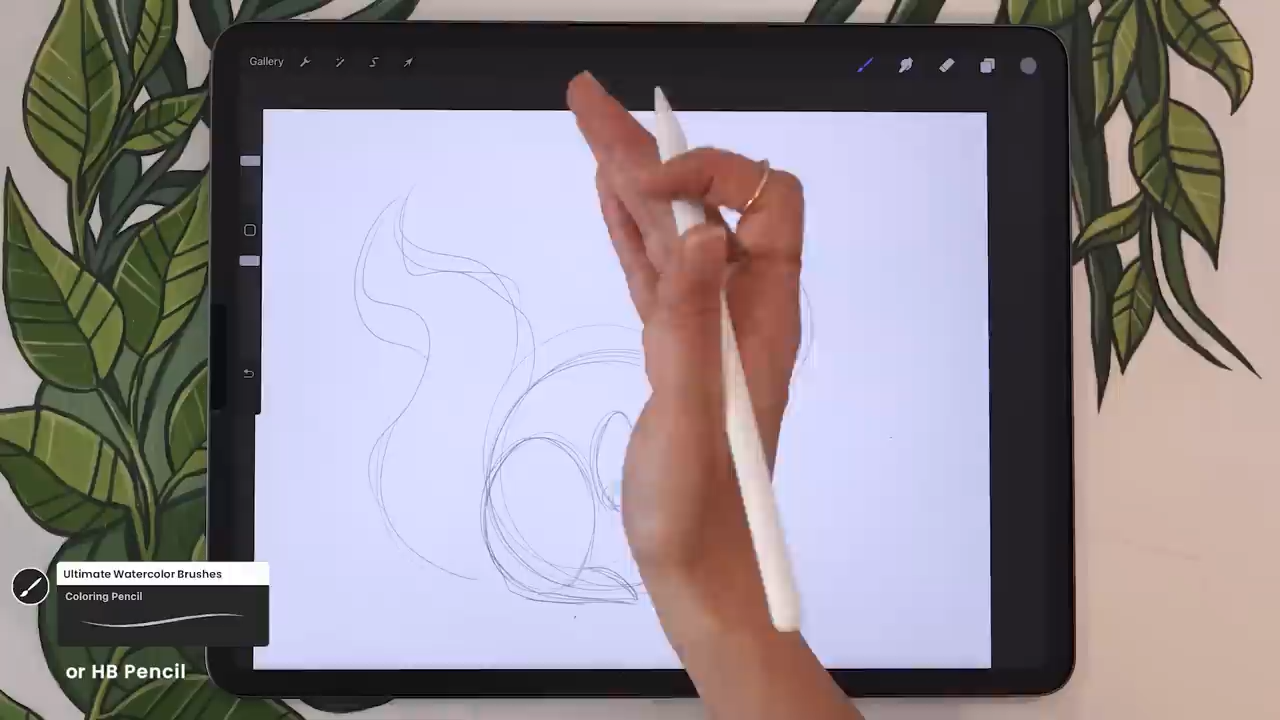 Gallery
Ultimate Watercolor Brushes
Coloring Pencil
or HB Pencil